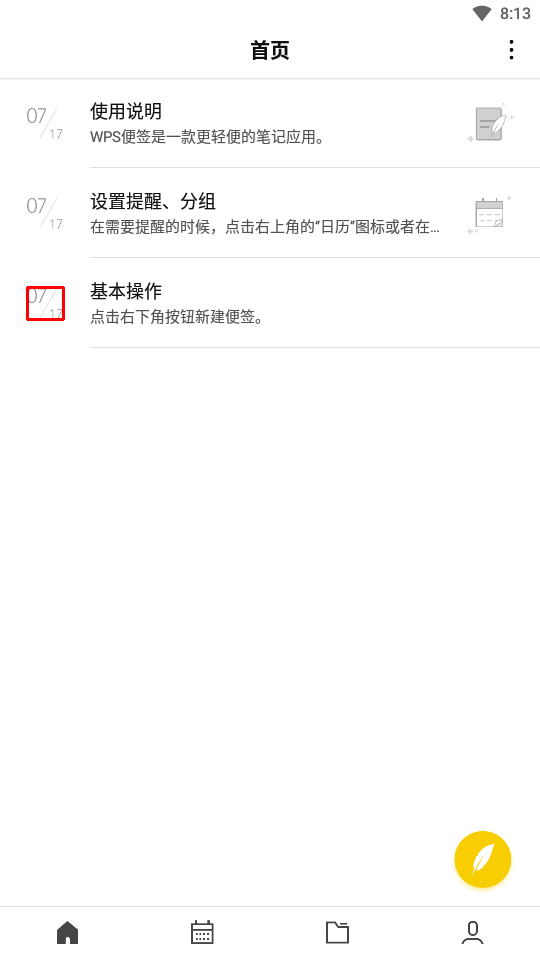 8:13
首页
07/17
使用说明
WPS便签是一款更轻便的笔记应用。
07/17
设置提醒、分组
在需要提醒的时候，点击右上角的“日历”图标或者在...
07/17
基本操作
点击右下角按钮新建便签。